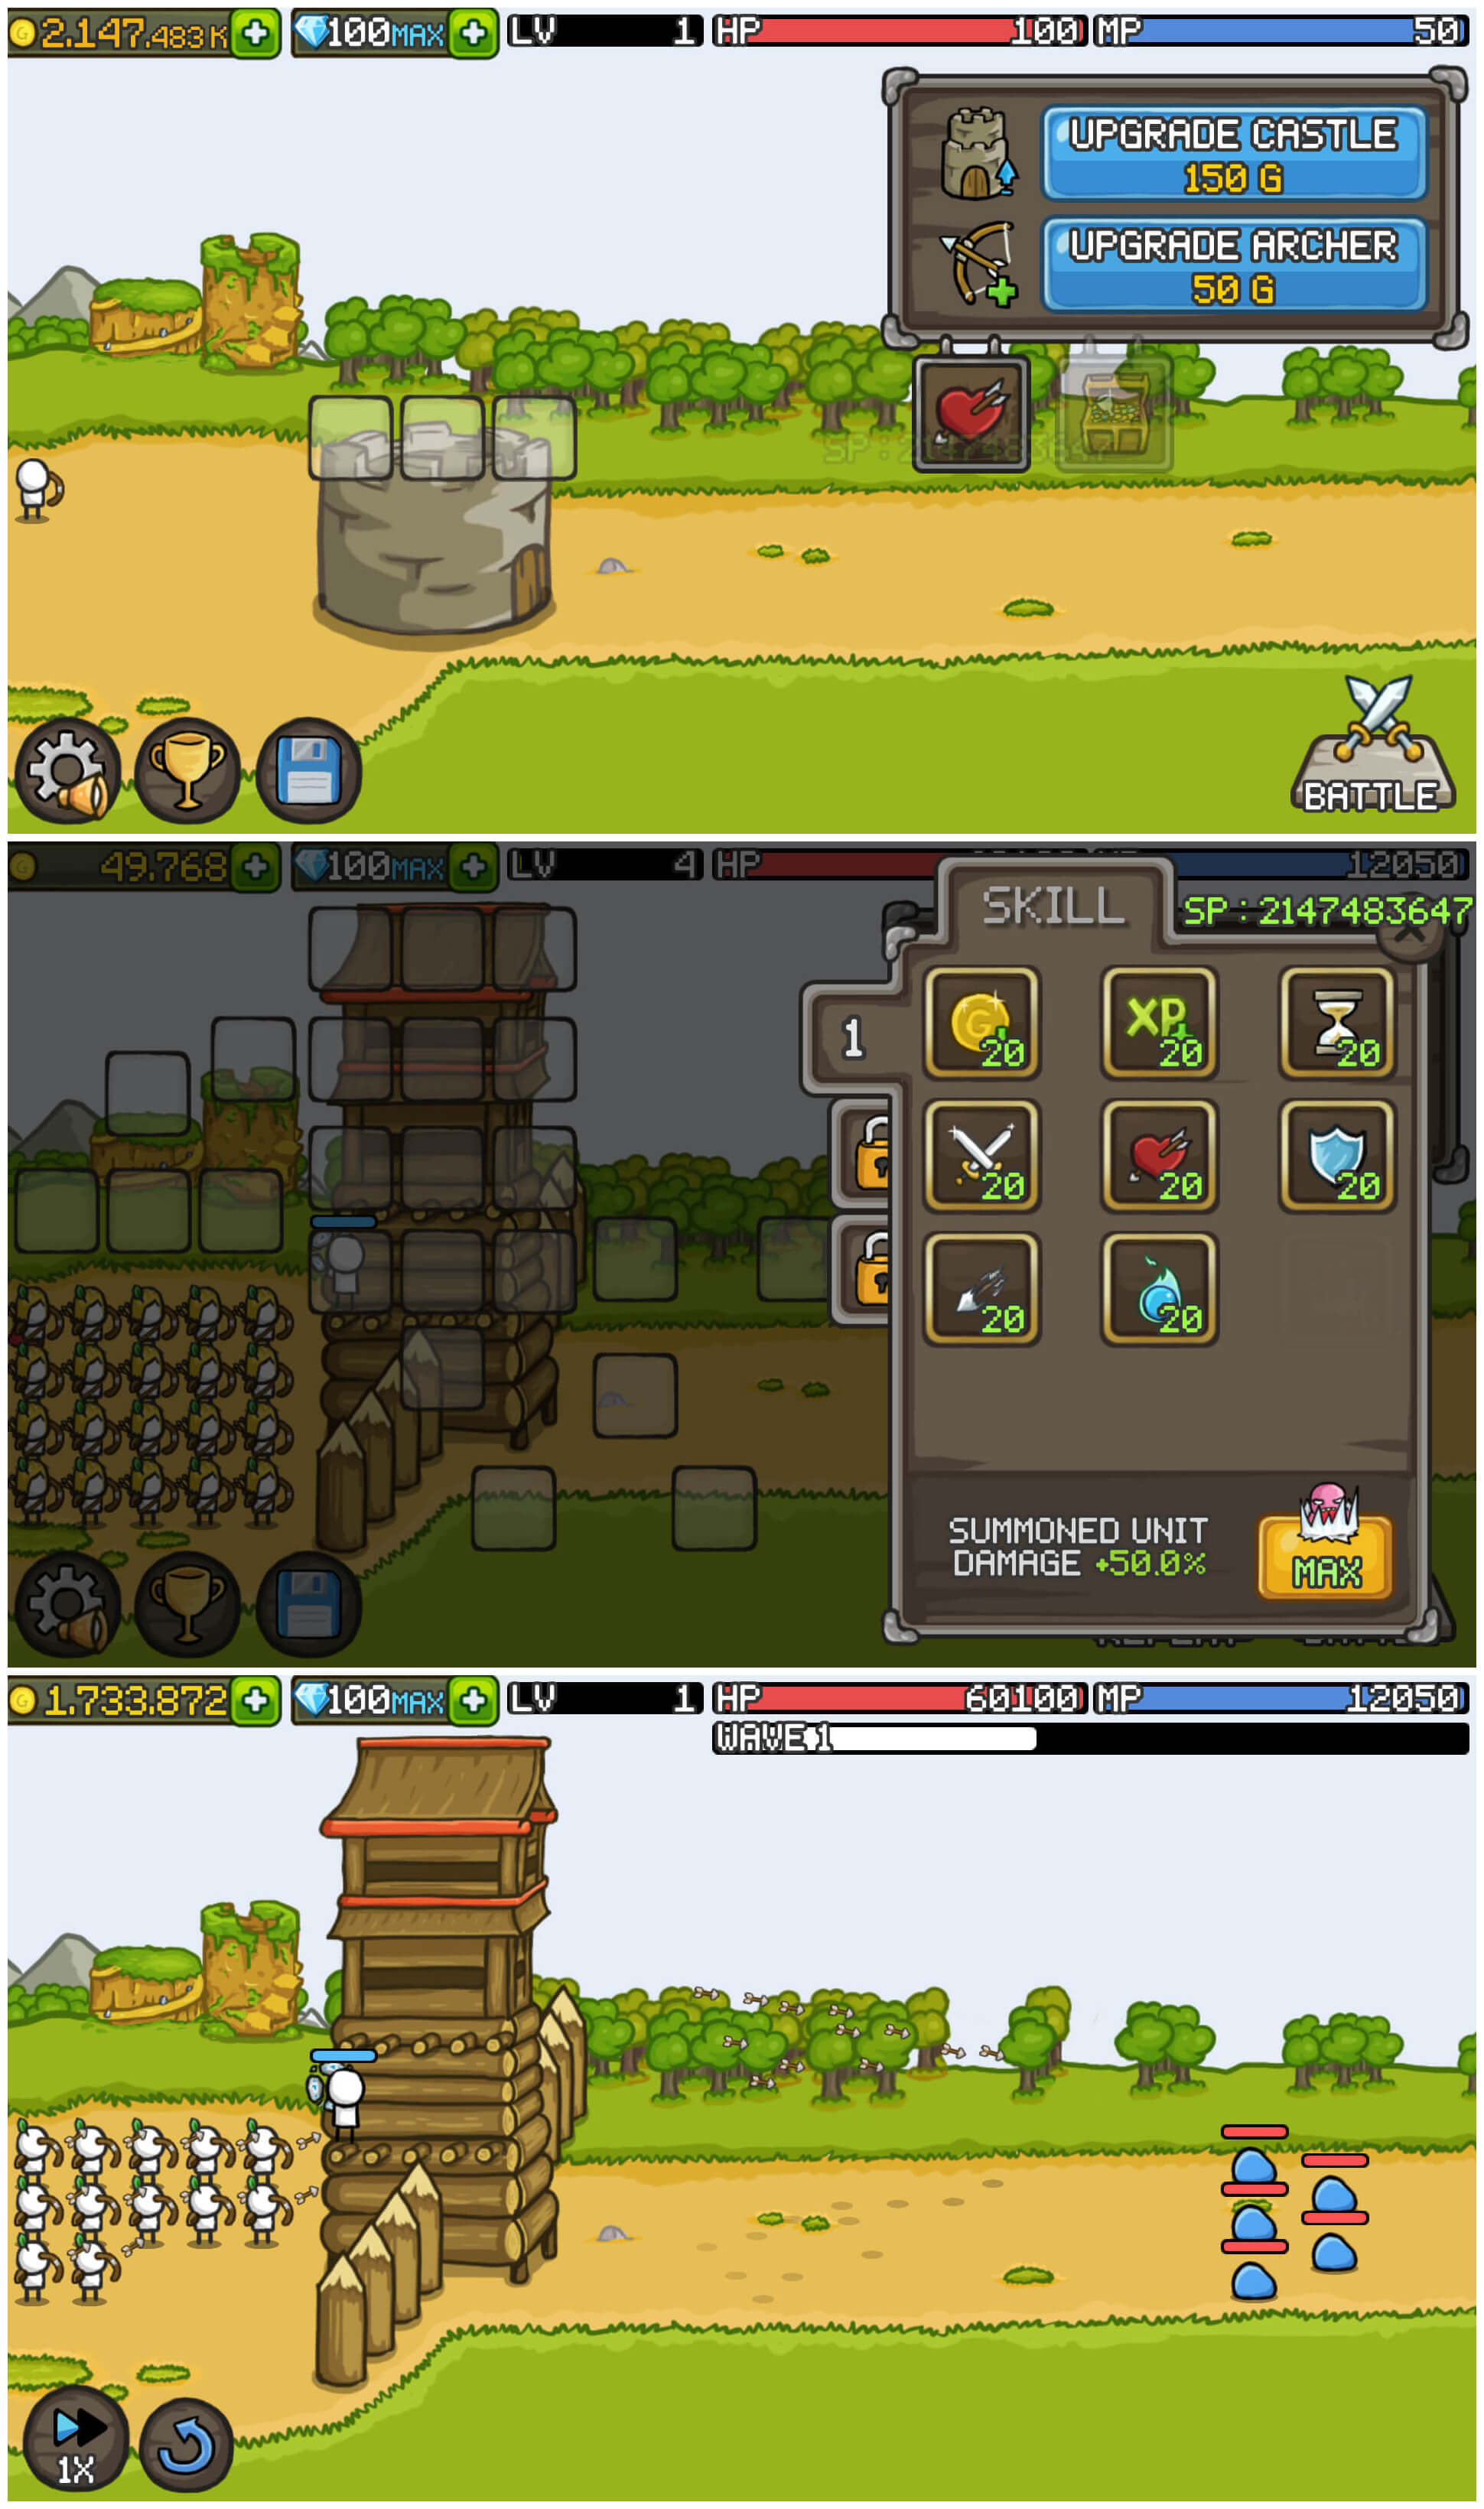 2.147.483K 100MAX LV 1 HP 100 MP 50
UPGRADE CASTLE
150 G
UPGRADE ARCHER
50 G
SP : 2147483647
BATTLE
49.768 100MAX LV 4 HP 12050
SKILL SP : 2147483647
1
20 XP 20 20
20 20 20
20 20
SUMMONED UNIT
DAMAGE +50.0%
MAX
1.733.872 100MAX LV 1 HP 60100 MP 12050
WAVE 1
1X